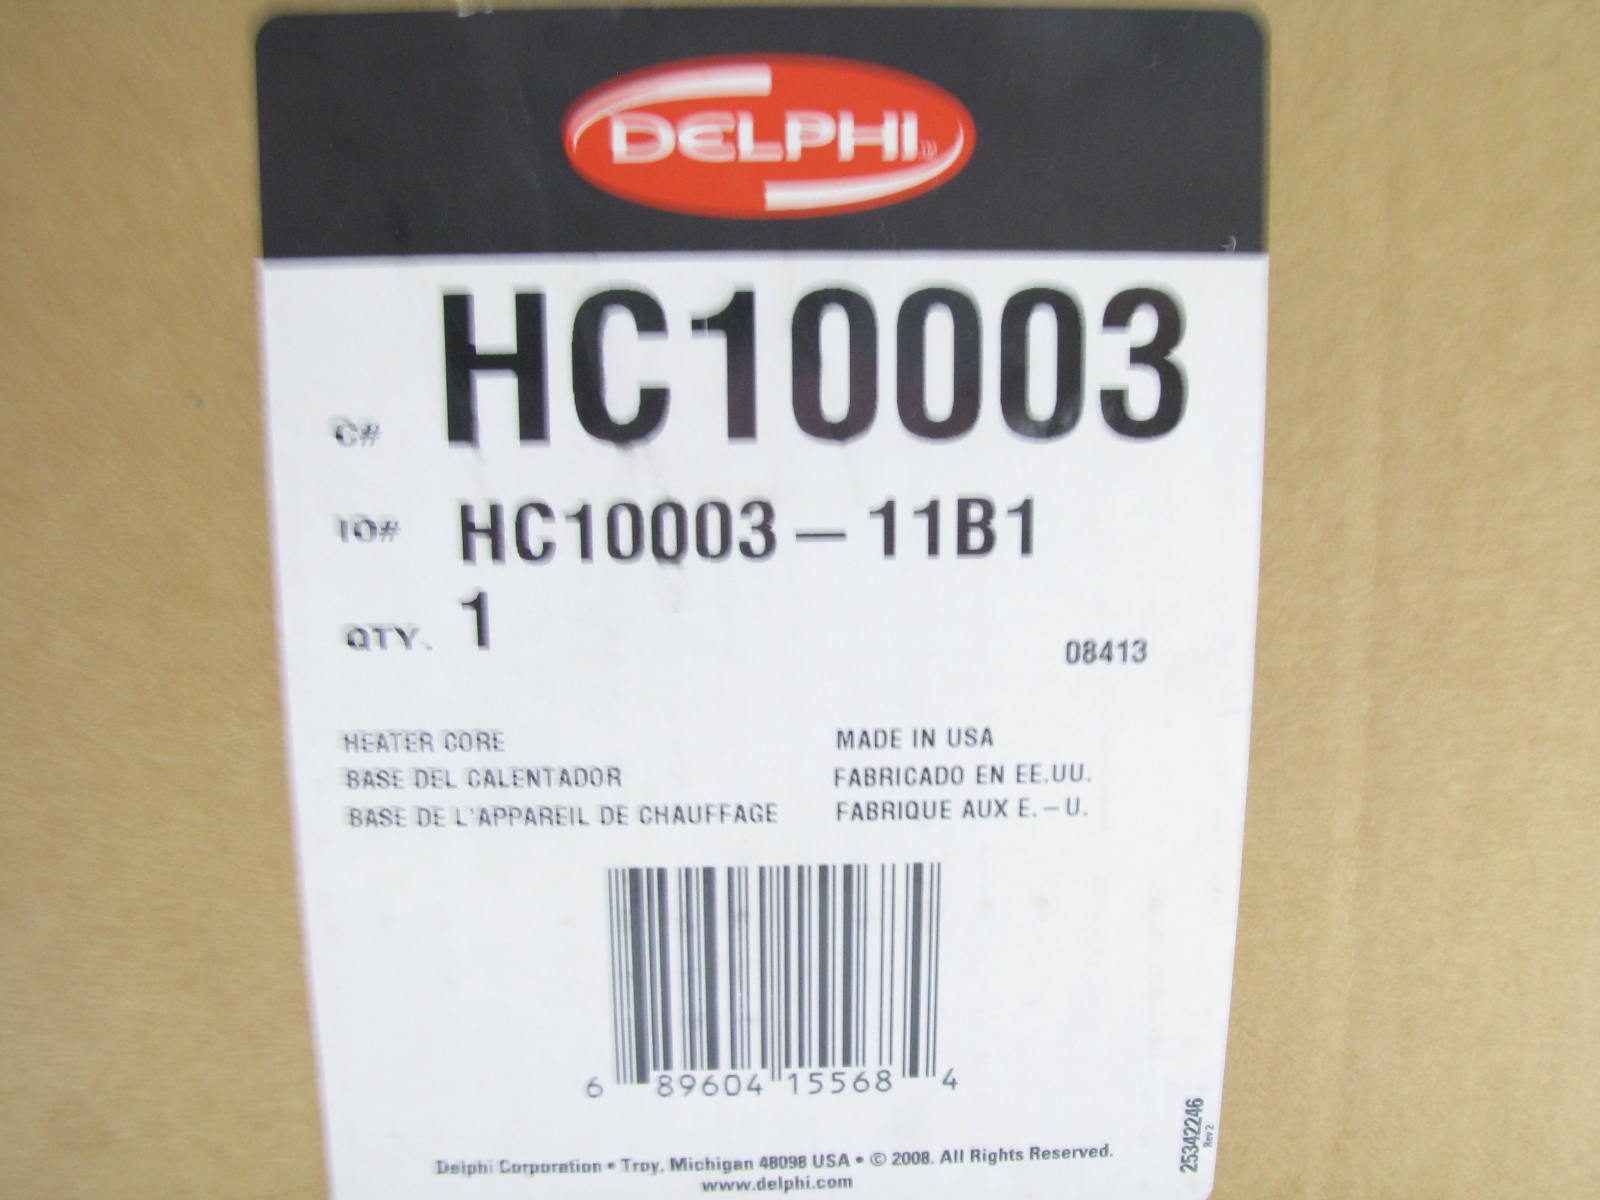 DELPHI
C# HC10003
IO# HC10003-11B1
QTY. 1
08413
HEATER CORE MADE IN USA
BASE DEL CALENTADOR FABRICADO EN EE.UU.
BASE DE L'APPAREIL DE CHAUFFAGE FABRIQUE AUX E.-U.
6 89604 15568 4
25342246
Rev 2
Delphi Corporation • Troy, Michigan 48098 USA • © 2008. All Rights Reserved.
www.delphi.com